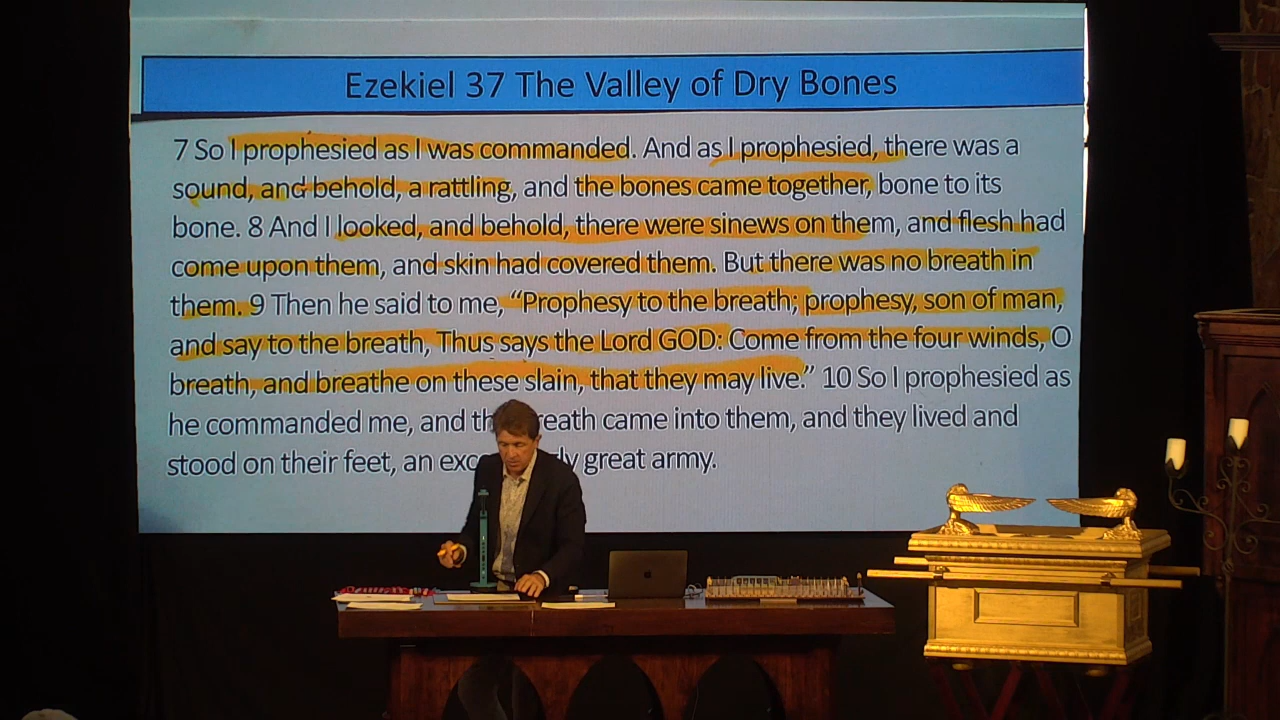 Ezekiel 37 The Valley of Dry Bones
7 So I prophesied as I was commanded. And as I prophesied, there was a
sound, and behold, a rattling, and the bones came together, bone to its
bone. 8 And I looked, and behold, there were sinews on them, and flesh had
come upon them, and skin had covered them. But there was no breath in
them. 9 Then he said to me, “Prophesy to the breath; prophesy, son of man,
and say to the breath, Thus says the Lord GOD: Come from the four winds, O
breath, and breathe on these slain, that they may live.” 10 So I prophesied as
he commanded me, and breath came into them, and they lived and
stood on their feet, an great army.